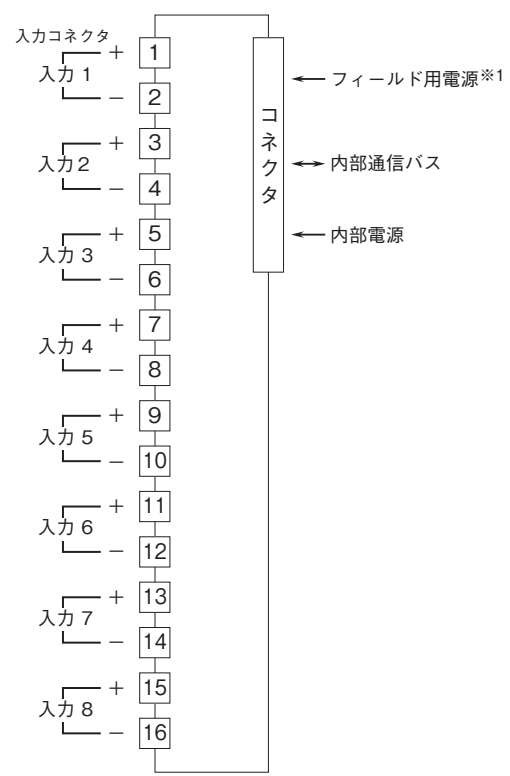 入力コネクタ
入力 1
+ 1
− 2
入力 2
+ 3
− 4
入力 3
+ 5
− 6
入力 4
+ 7
− 8
入力 5
+ 9
− 10
入力 6
+ 11
− 12
入力 7
+ 13
− 14
入力 8
+ 15
− 16
コネクタ
フィールド用電源※1
内部通信バス
内部電源